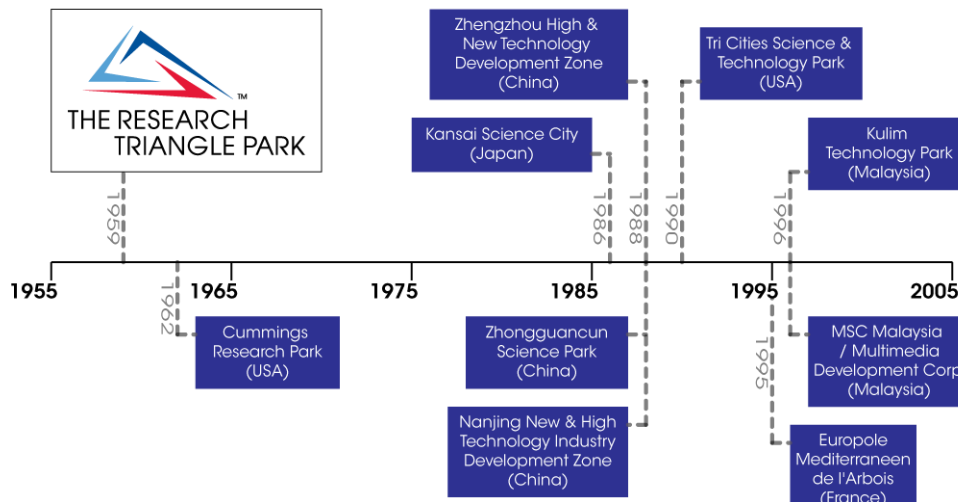 THE RESEARCH
TRIANGLE PARK
TM
Zhengzhou High &
New Technology
Development Zone
(China)
Tri Cities Science &
Technology Park
(USA)
Kansai Science City
(Japan)
Kulim
Technology Park
(Malaysia)
1959
1986
1988
1990
1996
1955
1965
1975
1985
1995
2005
1962
1995
Cummings
Research Park
(USA)
Zhongguancun
Science Park
(China)
MSC Malaysia
/ Multimedia
Development Corp
(Malaysia)
Nanjing New & High
Technology Industry
Development Zone
(China)
Europole
Mediterraneen
de l'Arbois
(France)